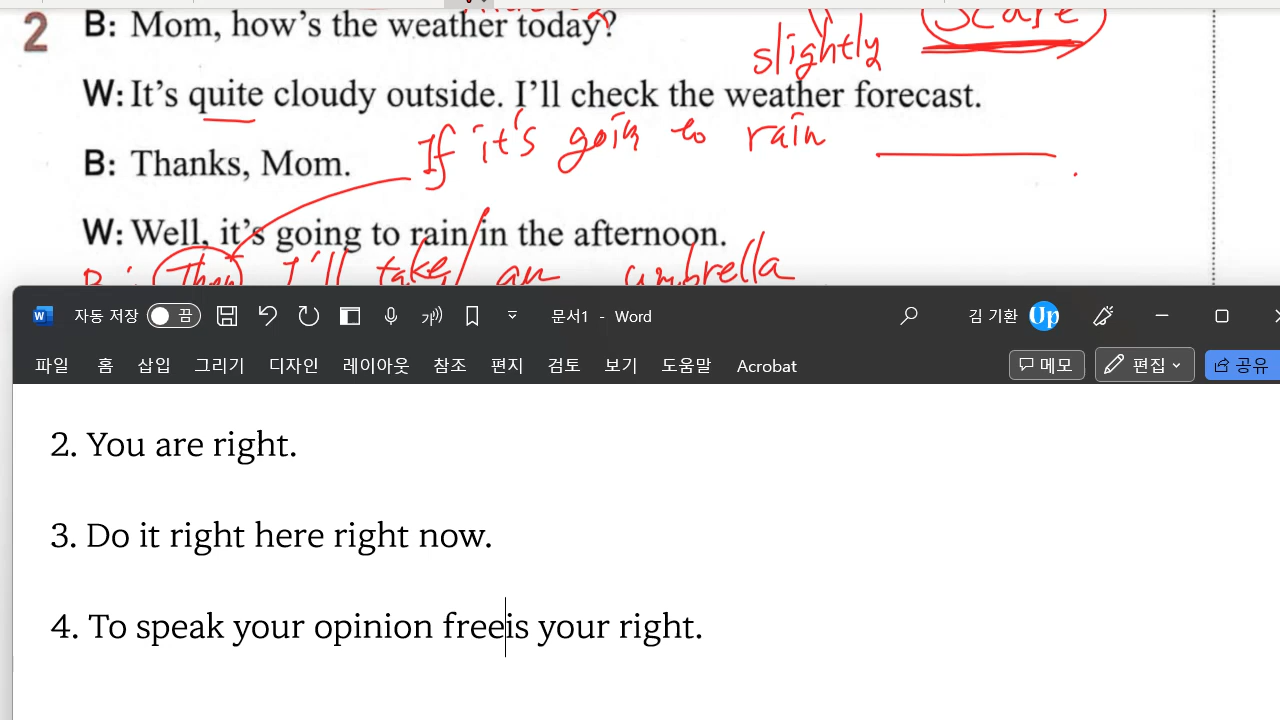 2 B: Mom, how's the weather today?
slightly
W: It's quite cloudy outside. I'll check the weather forecast.
If it's goin to rain
B: Thanks, Mom.
W: Well, it's going to rain in the afternoon.
B: Then I'll take an umbrella
자동 저장 끔 가)) 문서1 - Word 김 기환 Up
파일 홈 삽입 그리기 디자인 레이아웃 참조 편지 검토 보기 도움말 Acrobat 메모 편집 공유
2. You are right.
3. Do it right here right now.
4. To speak your opinion freeis your right.